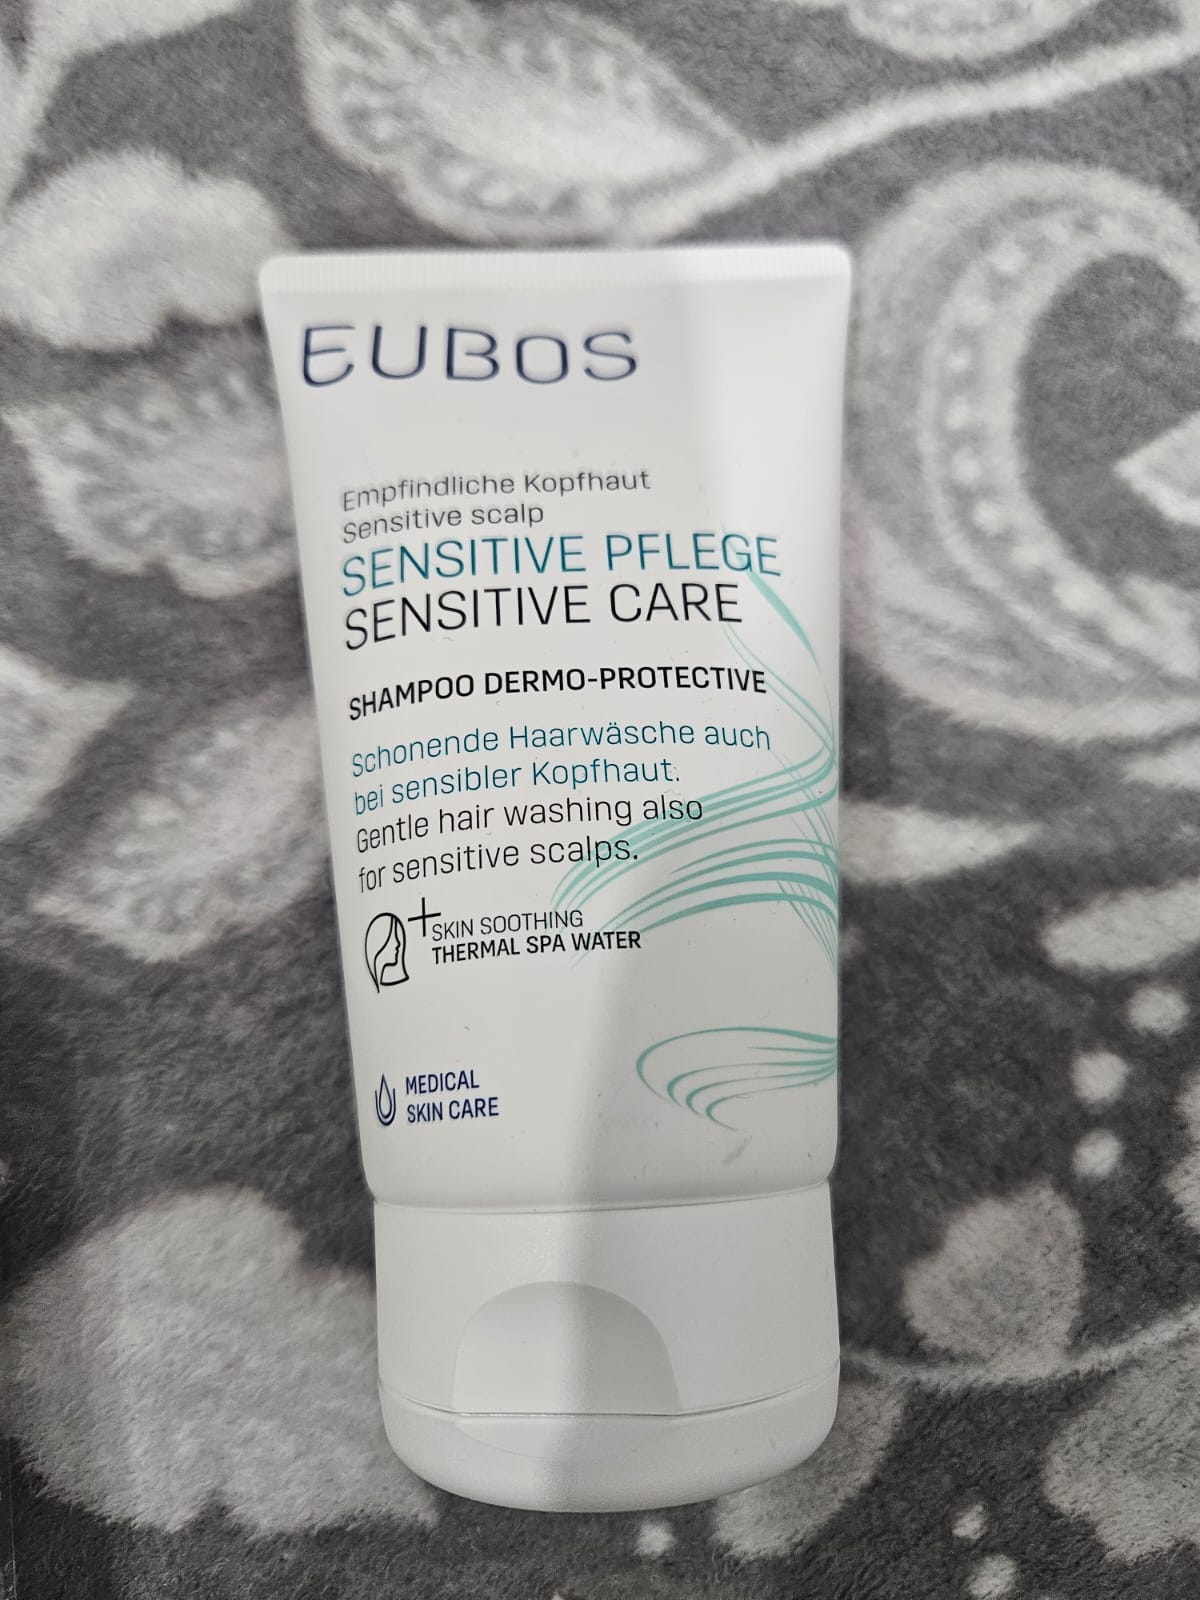 EUBOS
Empfindliche Kopfhaut
Sensitive scalp
SENSITIVE PFLEGE
SENSITIVE CARE
SHAMPOO DERMO-PROTECTIVE
Schonende Haarwäsche auch
bei sensibler Kopfhaut.
Gentle hair washing also
for sensitive scalps.
SKIN SOOTHING
THERMAL SPA WATER
MEDICAL
SKIN CARE